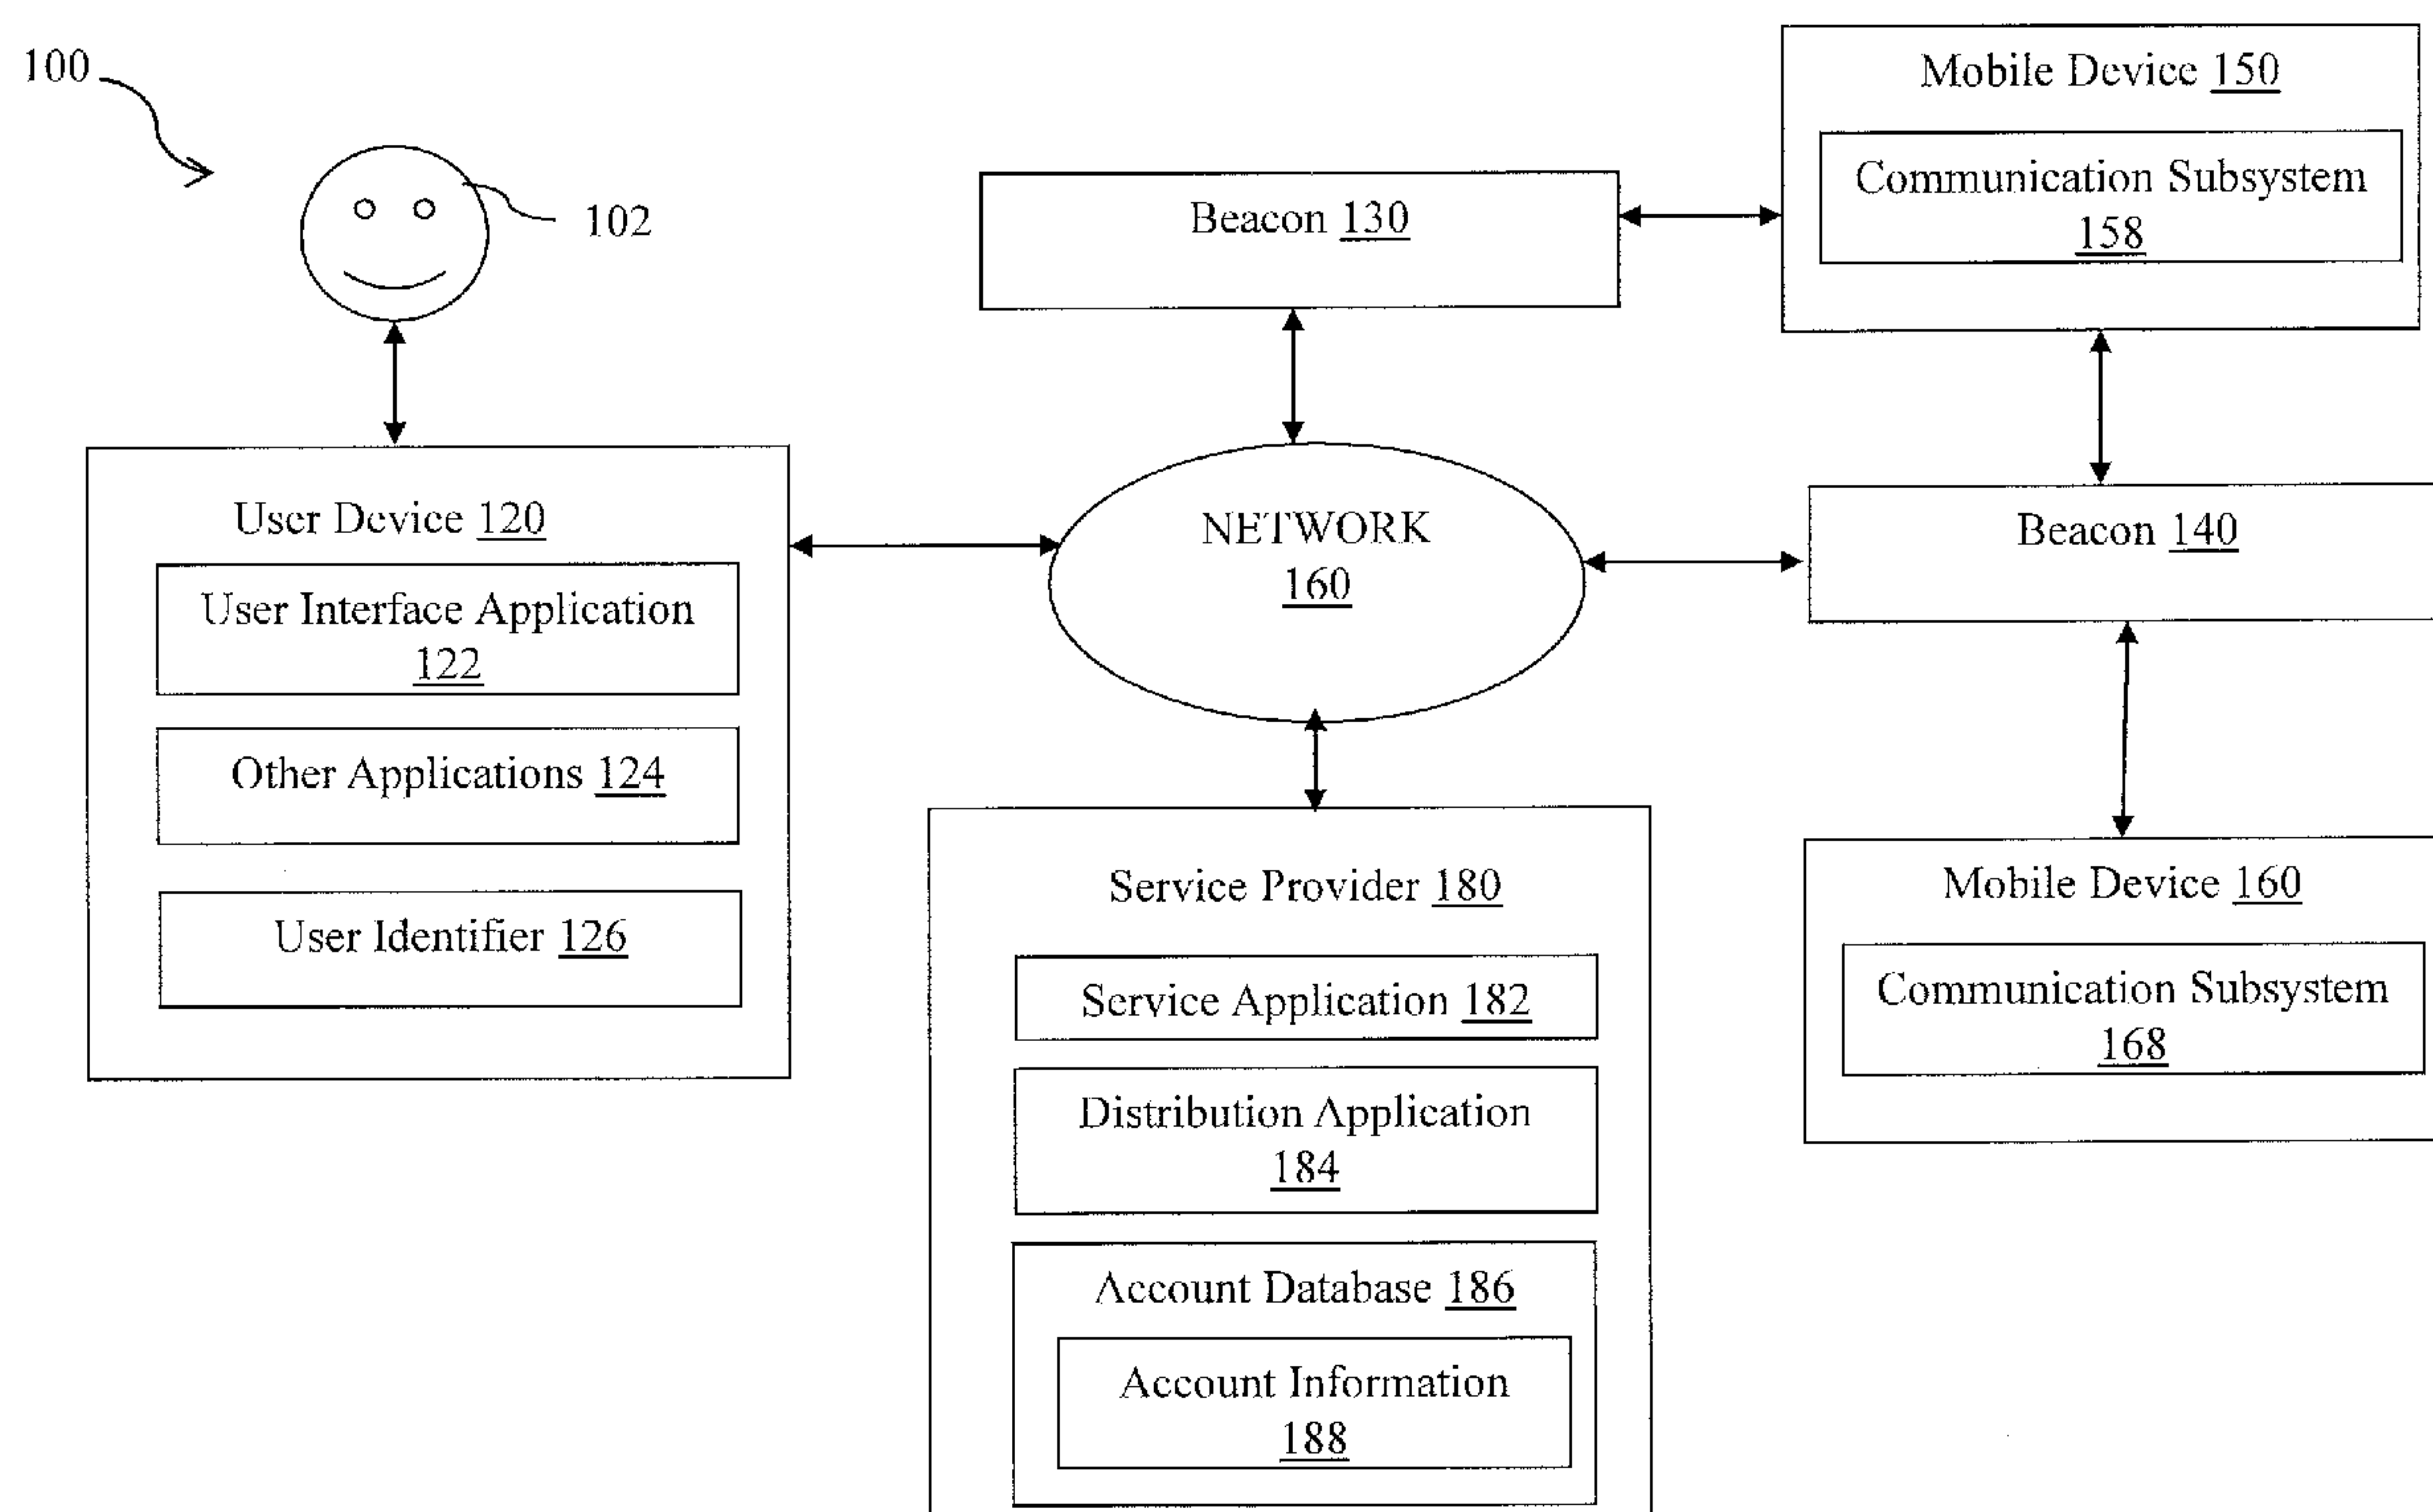 100
102
Mobile Device 150
Communication Subsystem
158
Beacon 130
User Device 120
User Interface Application
122
Other Applications 124
User Identifier 126
NETWORK
160
Beacon 140
Service Provider 180
Service Application 182
Distribution Application
184
Account Database 186
Account Information
188
Mobile Device 160
Communication Subsystem
168